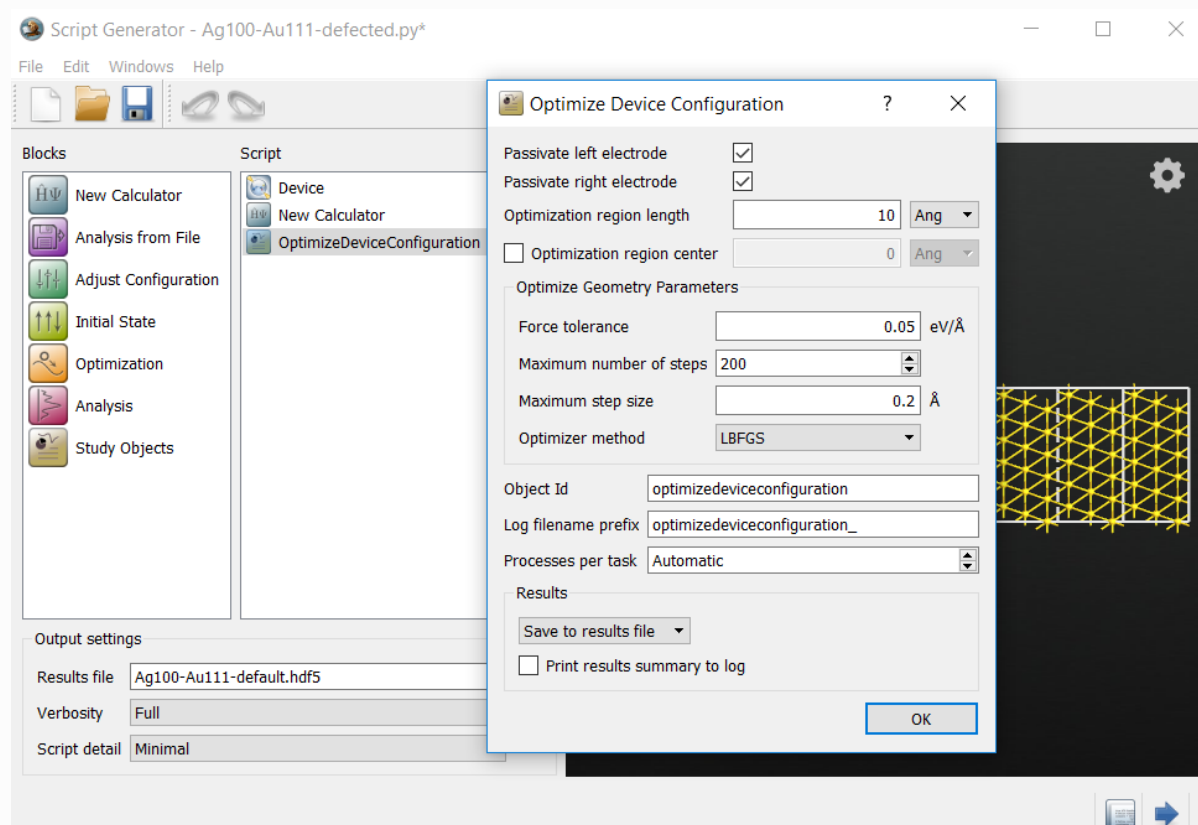 Script Generator - Ag100-Au111-defected.py*
File Edit Windows Help
Optimize Device Configuration ?
Blocks
Script
ĤΨ New Calculator
Analysis from File
Adjust Configuration
Initial State
Optimization
Analysis
Study Objects
Device
ĤΨ New Calculator
OptimizeDeviceConfiguration
Passivate left electrode
Passivate right electrode
Optimization region length 10 Ang
Optimization region center 0 Ang
Optimize Geometry Parameters
Force tolerance 0.05 eV/Å
Maximum number of steps 200
Maximum step size 0.2 Å
Optimizer method LBFGS
Object Id optimizedeviceconfiguration
Log filename prefix optimizedeviceconfiguration_
Processes per task Automatic
Results
Save to results file
Print results summary to log
OK
Output settings
Results file Ag100-Au111-default.hdf5
Verbosity Full
Script detail Minimal